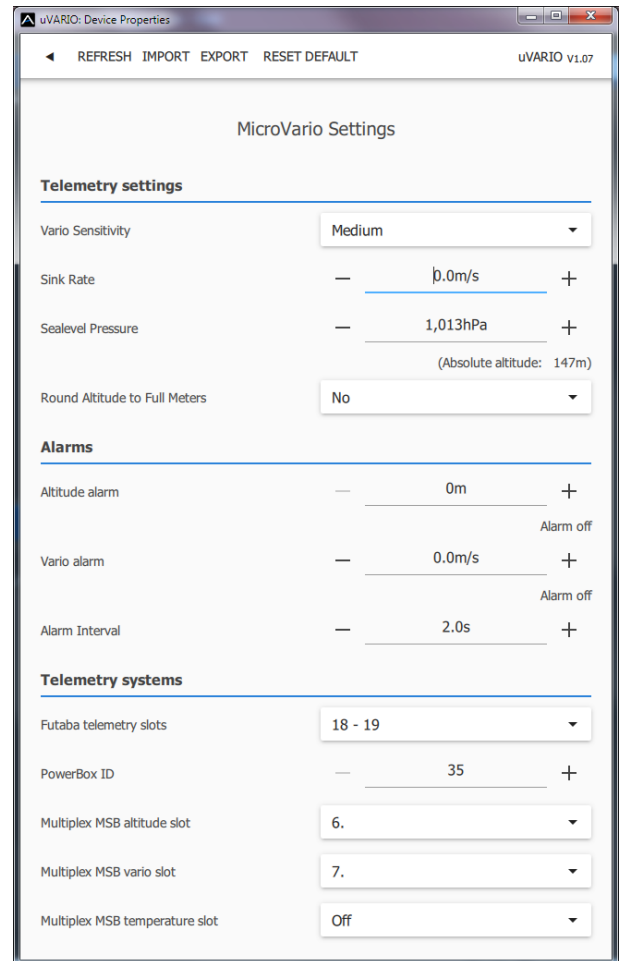 uVARIO: Device Properties
REFRESH IMPORT EXPORT RESET DEFAULT uVARIO V1.07
MicroVario Settings
Telemetry settings
Vario Sensitivity Medium
Sink Rate — 0.0m/s +
Sealevel Pressure — 1,013hPa +
(Absolute altitude: 147m)
Round Altitude to Full Meters No
Alarms
Altitude alarm — 0m +
Alarm off
Vario alarm — 0.0m/s +
Alarm off
Alarm Interval — 2.0s +
Telemetry systems
Futaba telemetry slots 18 - 19
PowerBox ID — 35 +
Multiplex MSB altitude slot 6.
Multiplex MSB vario slot 7.
Multiplex MSB temperature slot Off